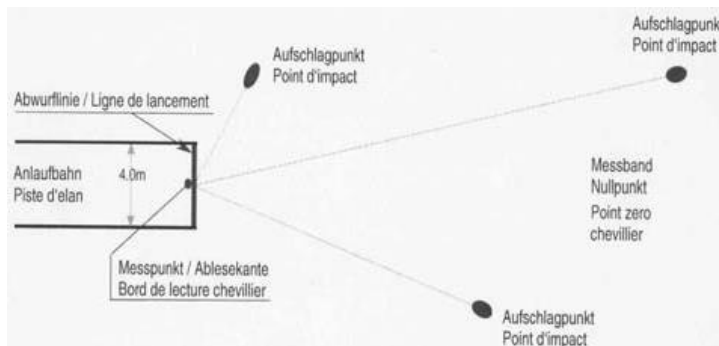 Aufschlagpunkt
Point d'impact
Aufschlagpunkt
Point d'impact
Abwurflinie / Ligne de lancement
Anlaufbahn
Piste d'elan
4.0m
Messband
Nullpunkt
Point zero
chevillier
Messpunkt / Ablesekante
Bord de lecture chevillier
Aufschlagpunkt
Point d'impact